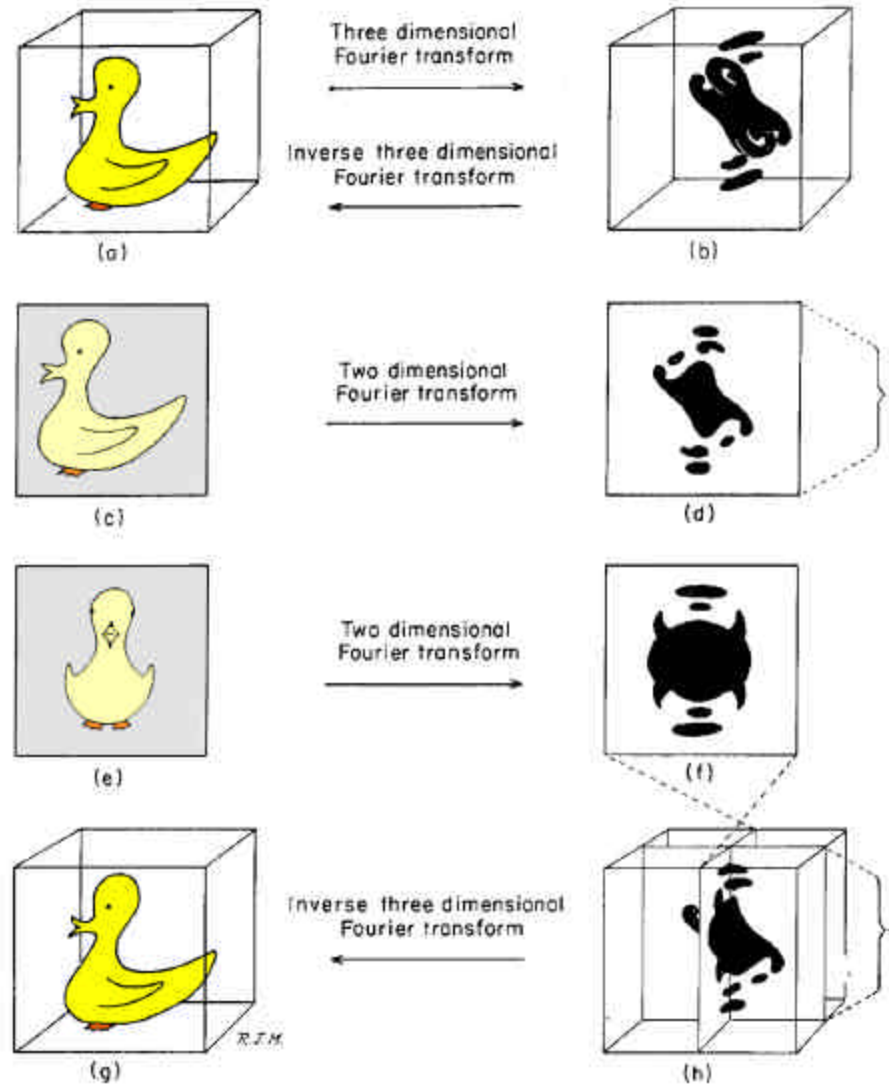 Three dimensional
Fourier transform
Inverse three dimensional
Fourier transform
(a)
(b)
Two dimensional
Fourier transform
(c)
(d)
Two dimensional
Fourier transform
(e)
(f)
Inverse three dimensional
Fourier transform
R.J.M.
(g)
(h)